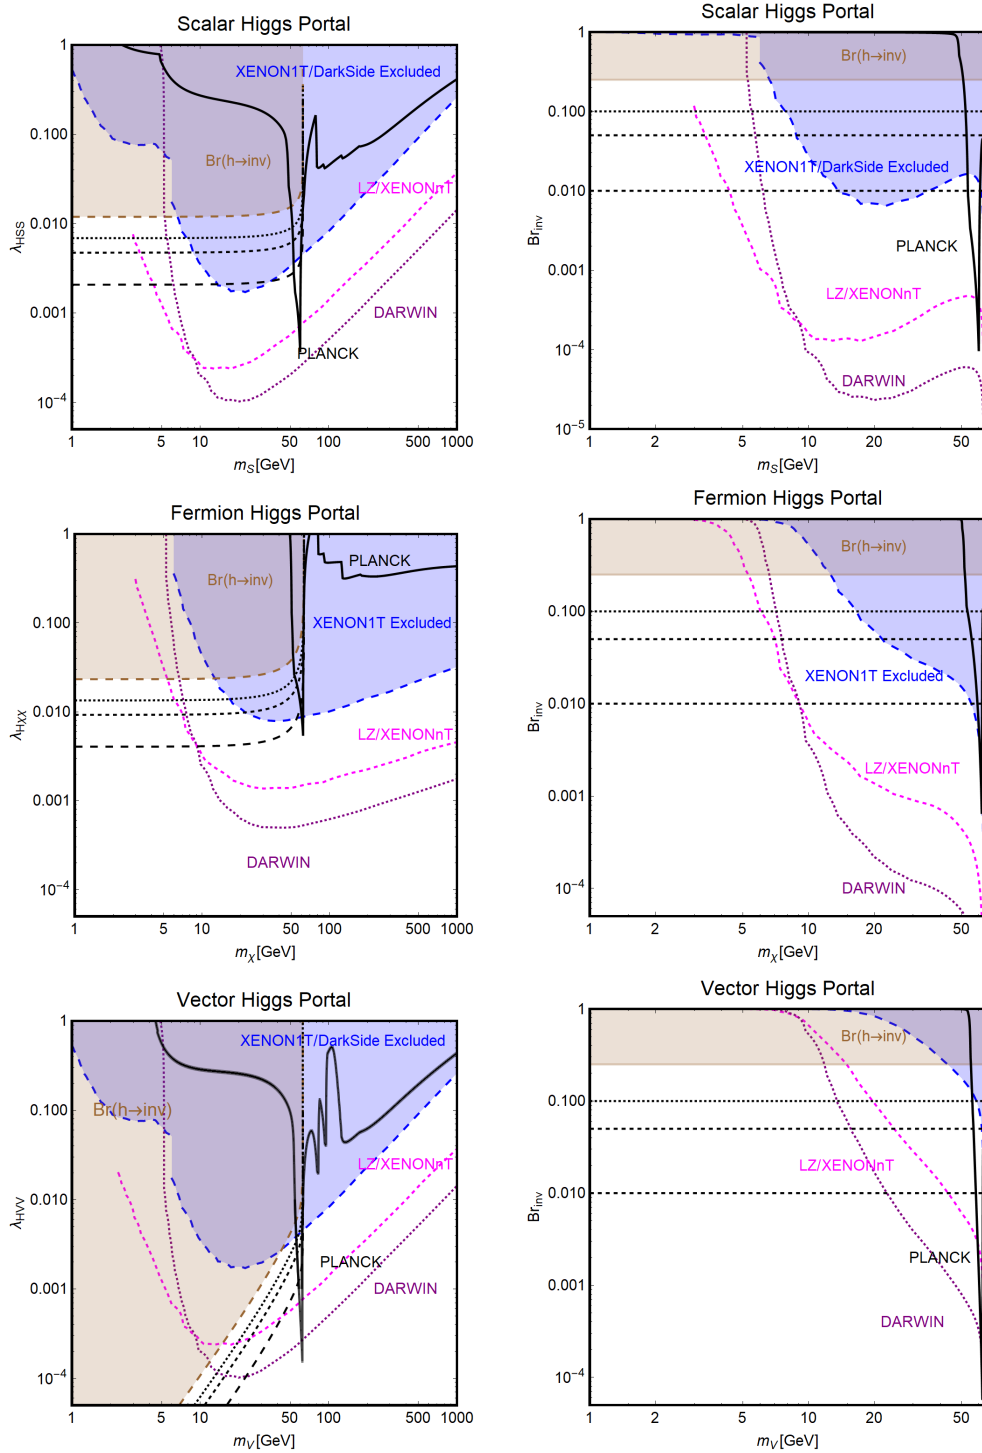 Scalar Higgs Portal
1
0.100
0.010
0.001
10⁻⁴
λHSS
XENON1T/DarkSide Excluded
Br(h→inv)
LZ/XENONnT
DARWIN
PLANCK
1 5 10 50 100 500 1000
mS[GeV]
Scalar Higgs Portal
1
0.100
0.010
0.001
10⁻⁴
10⁻⁵
Brinv
Br(h→inv)
XENON1T/DarkSide Excluded
PLANCK
LZ/XENONnT
DARWIN
1 2 5 10 20 50
mS[GeV]
Fermion Higgs Portal
1
0.100
0.010
0.001
10⁻⁴
λHχχ
PLANCK
Br(h→inv)
XENON1T Excluded
LZ/XENONnT
DARWIN
1 5 10 50 100 500 1000
mχ[GeV]
Fermion Higgs Portal
1
0.100
0.010
0.001
10⁻⁴
Brinv
Br(h→inv)
XENON1T Excluded
LZ/XENONnT
DARWIN
1 2 5 10 20 50
mχ[GeV]
Vector Higgs Portal
1
0.100
0.010
0.001
10⁻⁴
λHVV
XENON1T/DarkSide Excluded
Br(h→inv)
LZ/XENONnT
PLANCK
DARWIN
1 5 10 50 100 500 1000
mV[GeV]
Vector Higgs Portal
1
0.100
0.010
0.001
10⁻⁴
Brinv
Br(h→inv)
LZ/XENONnT
PLANCK
DARWIN
1 2 5 10 20 50
mV[GeV]